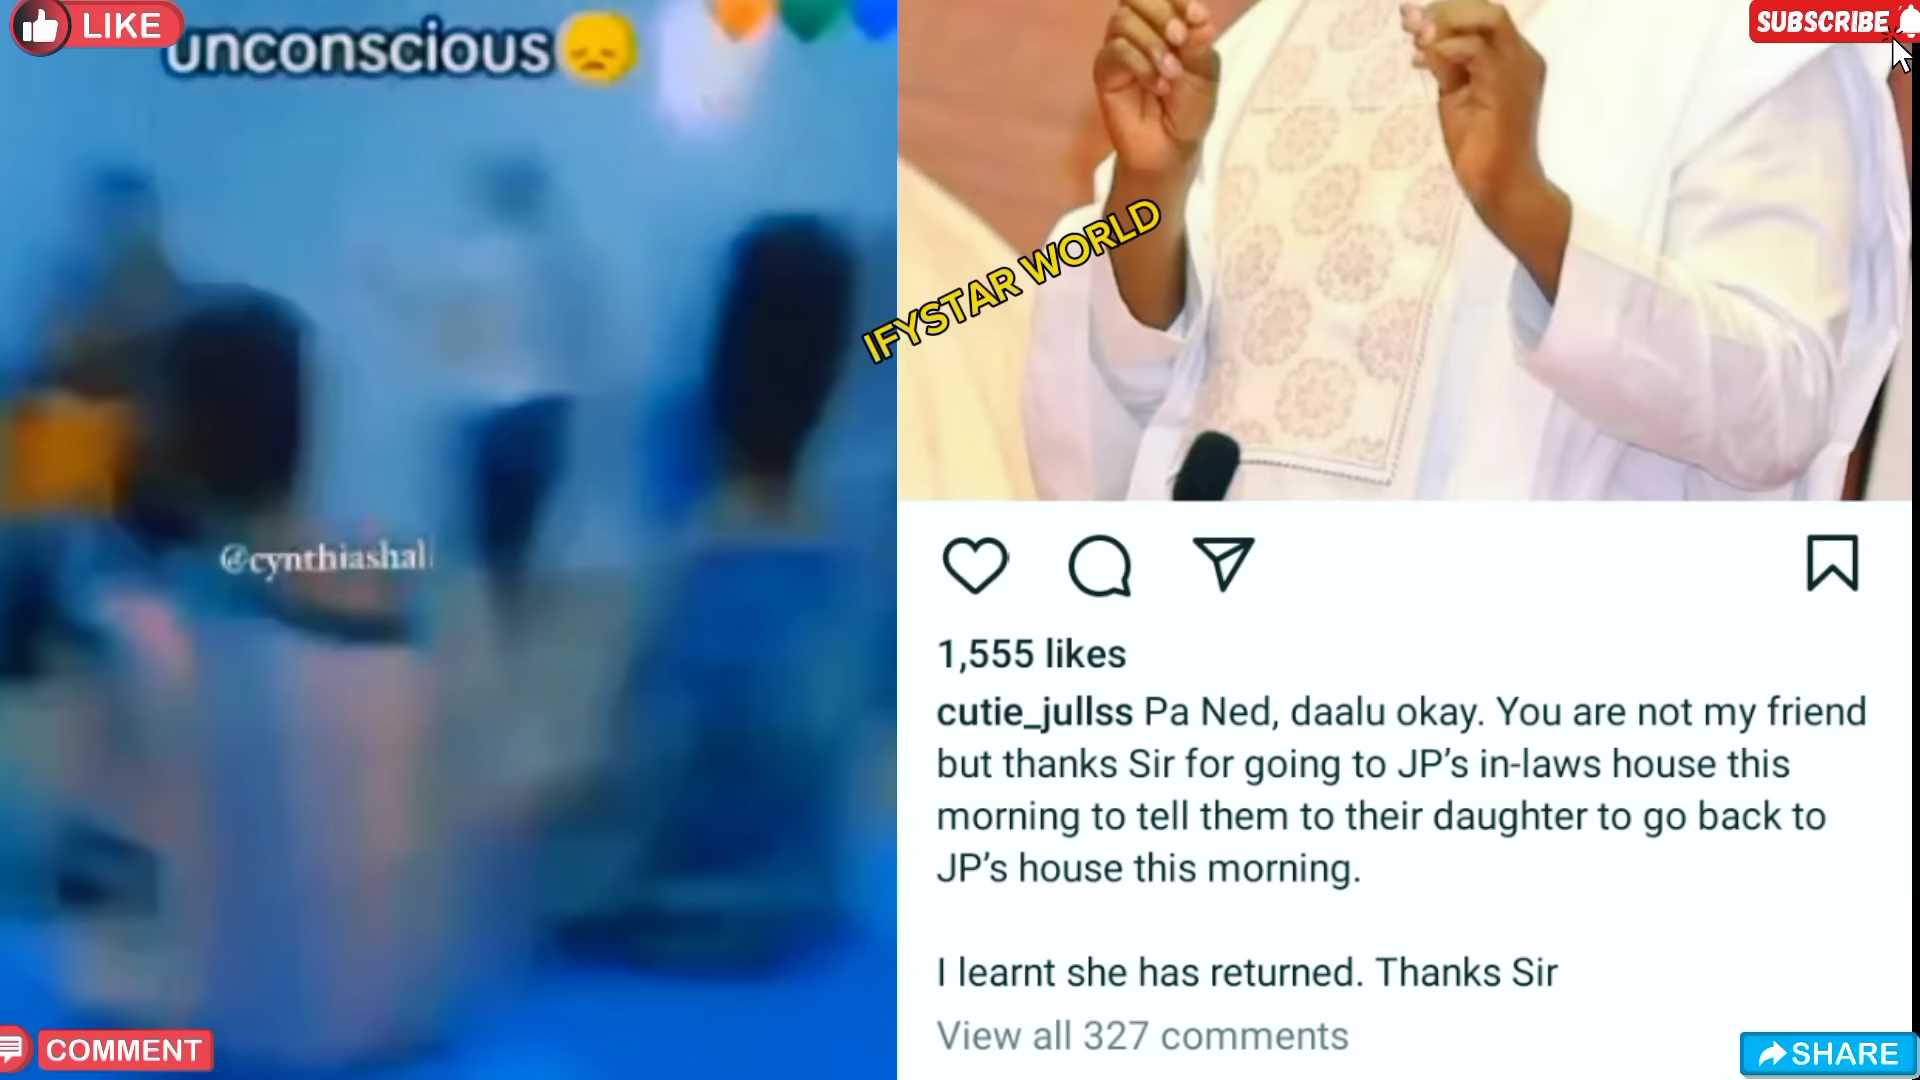 LIKE
unconscious😞
@cynthiashal
COMMENT
SUBSCRIBE
IFYSTAR WORLD
1,555 likes
cutie_jullss Pa Ned, daalu okay. You are not my friend
but thanks Sir for going to JP's in-laws house this
morning to tell them to their daughter to go back to
JP's house this morning.
I learnt she has returned. Thanks Sir
View all 327 comments
SHARE